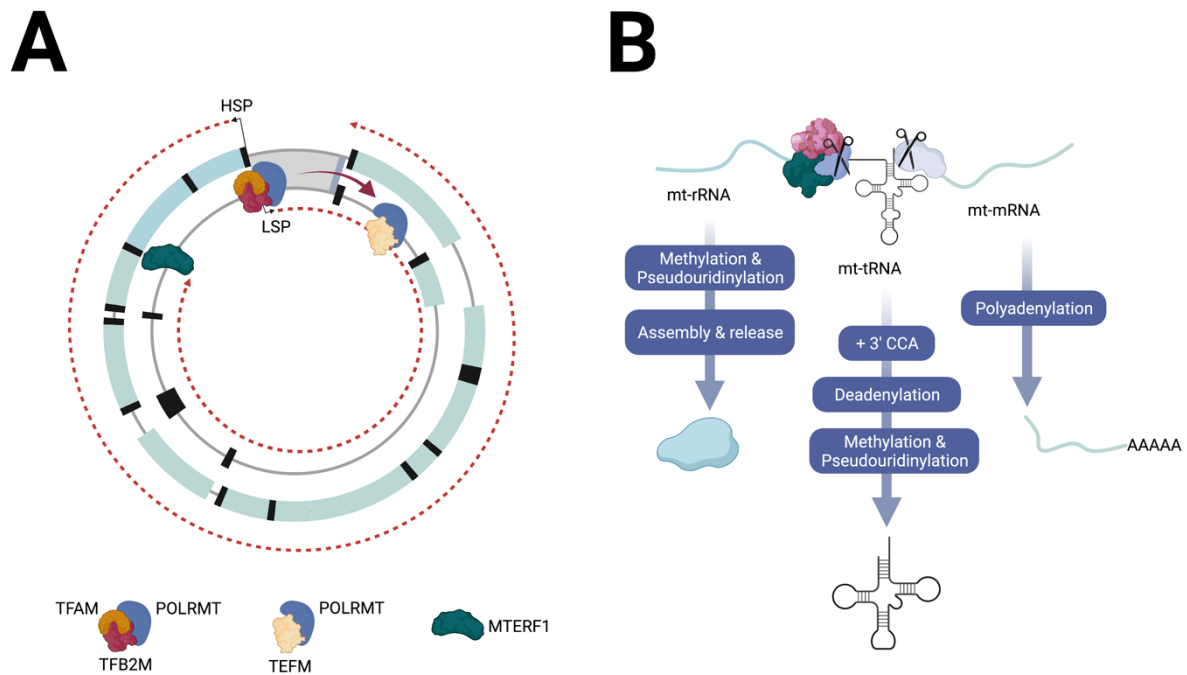 A
HSP
LSP
TFAM
POLRMT
TFB2M
POLRMT
TEFM
MTERF1
B
mt-rRNA
mt-mRNA
mt-tRNA
Methylation &
Pseudouridinylation
Assembly & release
+ 3' CCA
Deadenylation
Methylation &
Pseudouridinylation
Polyadenylation
AAAAA